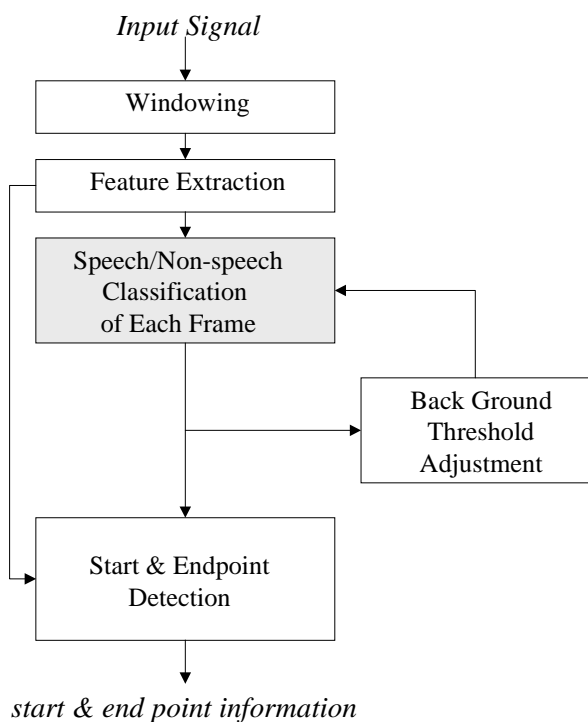 Input Signal
Windowing
Feature Extraction
Speech/Non-speech
Classification
of Each Frame
Back Ground
Threshold
Adjustment
Start & Endpoint
Detection
start & end point information